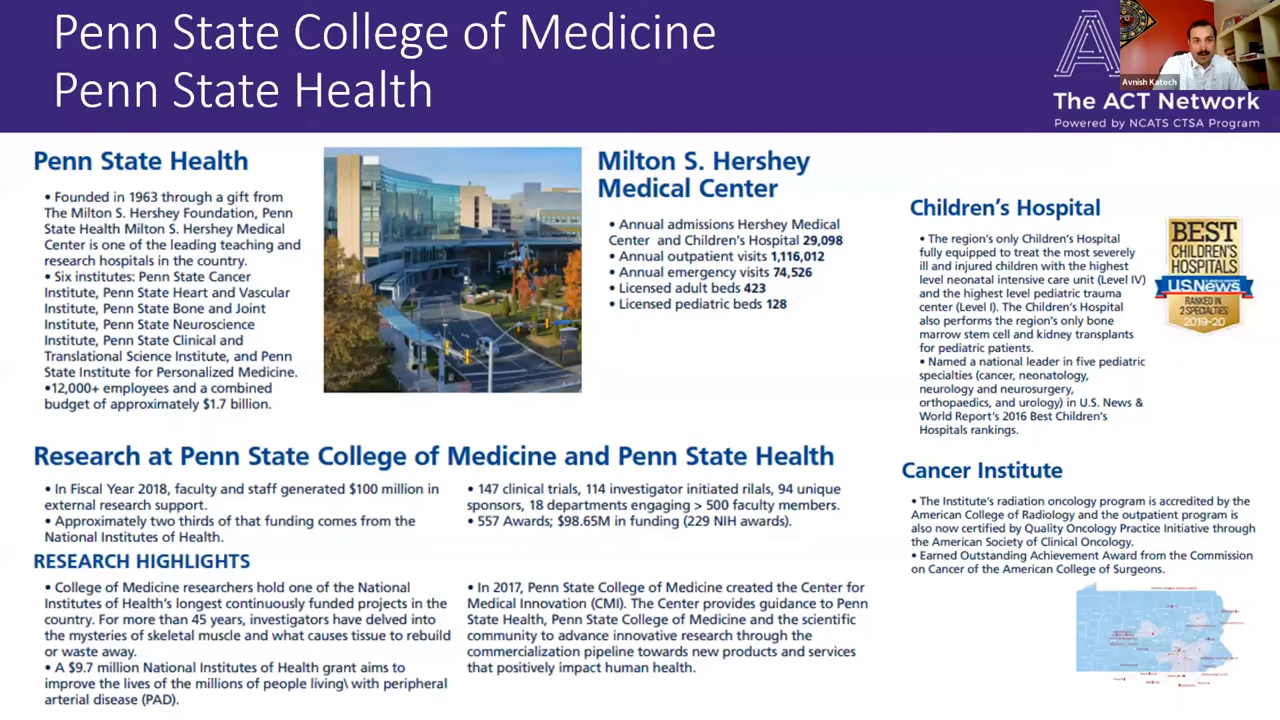 Penn State College of Medicine
Penn State Health
Avnish Katoch
The ACT Network
Powered by NCATS CTSA Program
Penn State Health
• Founded in 1963 through a gift from
The Milton S. Hershey Foundation, Penn
State Health Milton S. Hershey Medical
Center is one of the leading teaching and
research hospitals in the country.
• Six institutes: Penn State Cancer
Institute, Penn State Heart and Vascular
Institute, Penn State Bone and Joint
Institute, Penn State Neuroscience
Institute, Penn State Clinical and
Translational Science Institute, and Penn
State Institute for Personalized Medicine.
•12,000+ employees and a combined
budget of approximately $1.7 billion.
Milton S. Hershey
Medical Center
• Annual admissions Hershey Medical
Center and Children's Hospital 29,098
• Annual outpatient visits 1,116,012
• Annual emergency visits 74,526
• Licensed adult beds 423
• Licensed pediatric beds 128
Children's Hospital
• The region's only Children's Hospital
fully equipped to treat the most severely
ill and injured children with the highest
level neonatal intensive care unit (Level IV)
and the highest level pediatric trauma
center (Level I). The Children's Hospital
also performs the region's only bone
marrow stem cell and kidney transplants
for pediatric patients.
• Named a national leader in five pediatric
specialties (cancer, neonatology,
neurology and neurosurgery,
orthopaedics, and urology) in U.S. News &
World Report's 2016 Best Children's
Hospitals rankings.
BEST
CHILDREN'S
HOSPITALS
U.S.News
RANKED IN
2 SPECIALTIES
2019-20
Research at Penn State College of Medicine and Penn State Health
• In Fiscal Year 2018, faculty and staff generated $100 million in
external research support.
• Approximately two thirds of that funding comes from the
National Institutes of Health.
• 147 clinical trials, 114 investigator initiated rilals, 94 unique
sponsors, 18 departments engaging > 500 faculty members.
• 557 Awards; $98.65M in funding (229 NIH awards).
RESEARCH HIGHLIGHTS
• College of Medicine researchers hold one of the National
Institutes of Health's longest continuously funded projects in the
country. For more than 45 years, investigators have delved into
the mysteries of skeletal muscle and what causes tissue to rebuild
or waste away.
• A $9.7 million National Institutes of Health grant aims to
improve the lives of the millions of people living\ with peripheral
arterial disease (PAD).
• In 2017, Penn State College of Medicine created the Center for
Medical Innovation (CMI). The Center provides guidance to Penn
State Health, Penn State College of Medicine and the scientific
community to advance innovative research through the
commercialization pipeline towards new products and services
that positively impact human health.
Cancer Institute
• The Institute's radiation oncology program is accredited by the
American College of Radiology and the outpatient program is
also now certified by Quality Oncology Practice Initiative through
the American Society of Clinical Oncology.
• Earned Outstanding Achievement Award from the Commission
on Cancer of the American College of Surgeons.